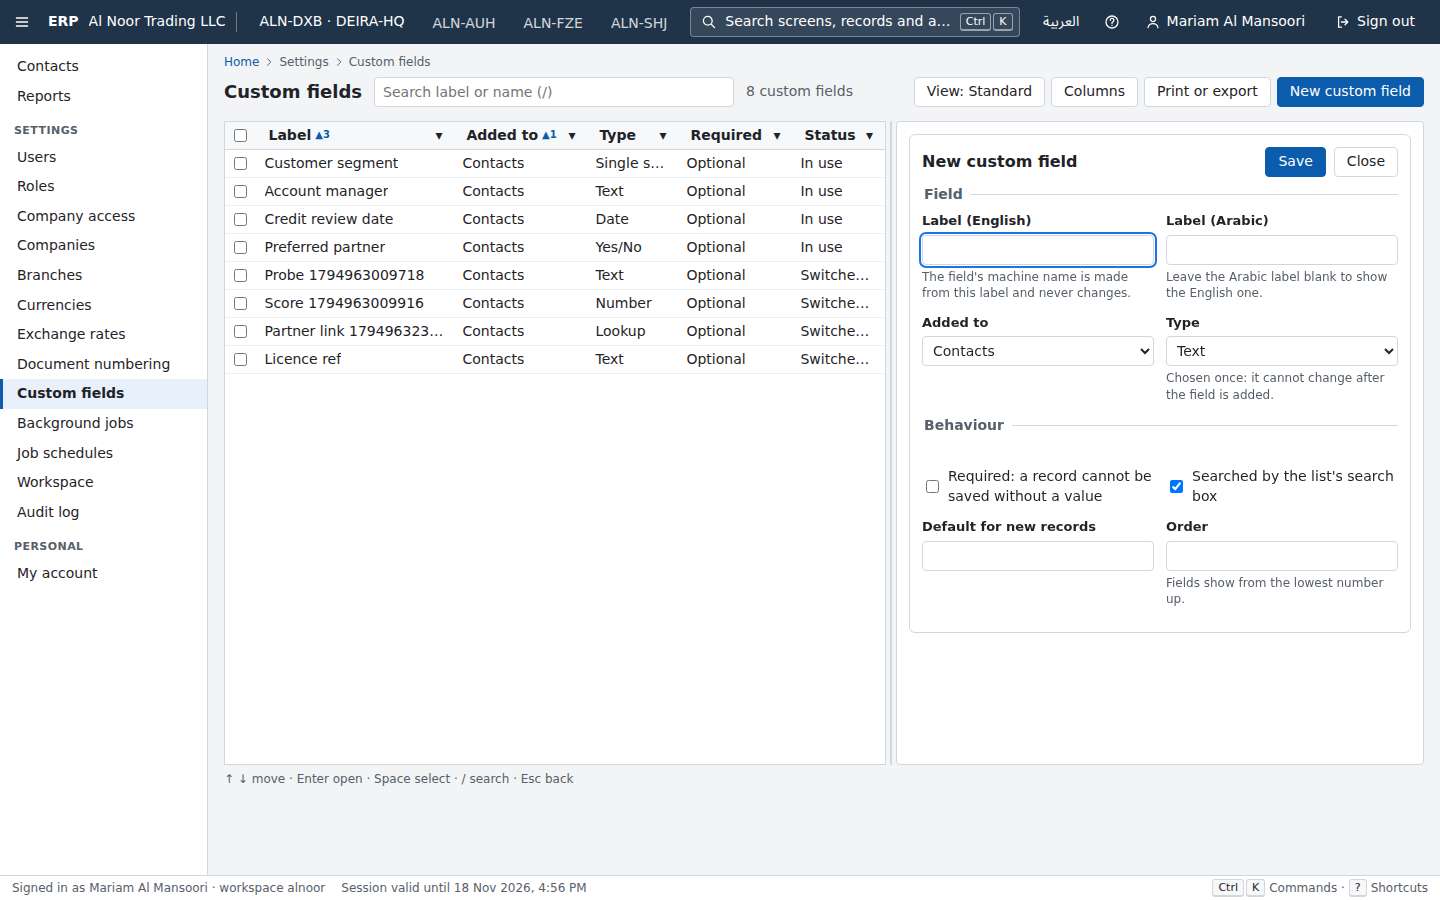 ERP Al Noor Trading LLC ALN-DXB · DEIRA-HQ ALN-AUH ALN-FZE ALN-SHJ Search screens, records and a… Ctrl K العربية Mariam Al Mansoori Sign out
Contacts
Reports
SETTINGS
Users
Roles
Company access
Companies
Branches
Currencies
Exchange rates
Document numbering
Custom fields
Background jobs
Job schedules
Workspace
Audit log
PERSONAL
My account
Home > Settings > Custom fields
Custom fields Search label or name (/) 8 custom fields View: Standard Columns Print or export New custom field
Label ▲3 ▼ Added to ▲1 ▼ Type ▼ Required ▼ Status ▼
Customer segment Contacts Single s… Optional In use
Account manager Contacts Text Optional In use
Credit review date Contacts Date Optional In use
Preferred partner Contacts Yes/No Optional In use
Probe 1794963009718 Contacts Text Optional Switche…
Score 1794963009916 Contacts Number Optional Switche…
Partner link 179496323… Contacts Lookup Optional Switche…
Licence ref Contacts Text Optional Switche…
↑ ↓ move · Enter open · Space select · / search · Esc back
New custom field Save Close
Field
Label (English) Label (Arabic)
The field's machine name is made from this label and never changes.
Leave the Arabic label blank to show the English one.
Added to Type
Contacts Text
Chosen once: it cannot change after the field is added.
Behaviour
Required: a record cannot be saved without a value
Searched by the list's search box
Default for new records Order
Fields show from the lowest number up.
Signed in as Mariam Al Mansoori · workspace alnoor Session valid until 18 Nov 2026, 4:56 PM Ctrl K Commands · ? Shortcuts